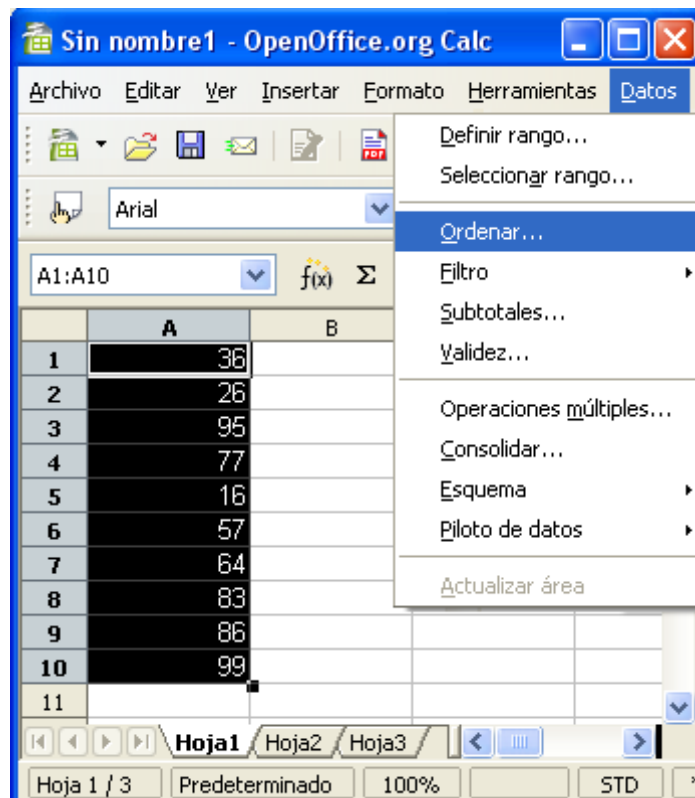 Sin nombre1 - OpenOffice.org Calc
Archivo Editar Ver Insertar Formato Herramientas Datos
PDF
Arial
A1:A10 f(x) Σ
A B
1 36
2 26
3 95
4 77
5 16
6 57
7 64
8 83
9 86
10 99
11
Definir rango...
Seleccionar rango...
Ordenar...
Filtro
Subtotales...
Validez...
Operaciones múltiples...
Consolidar...
Esquema
Piloto de datos
Actualizar área
Hoja1 Hoja2 Hoja3
Hoja 1 / 3 Predeterminado 100% STD *